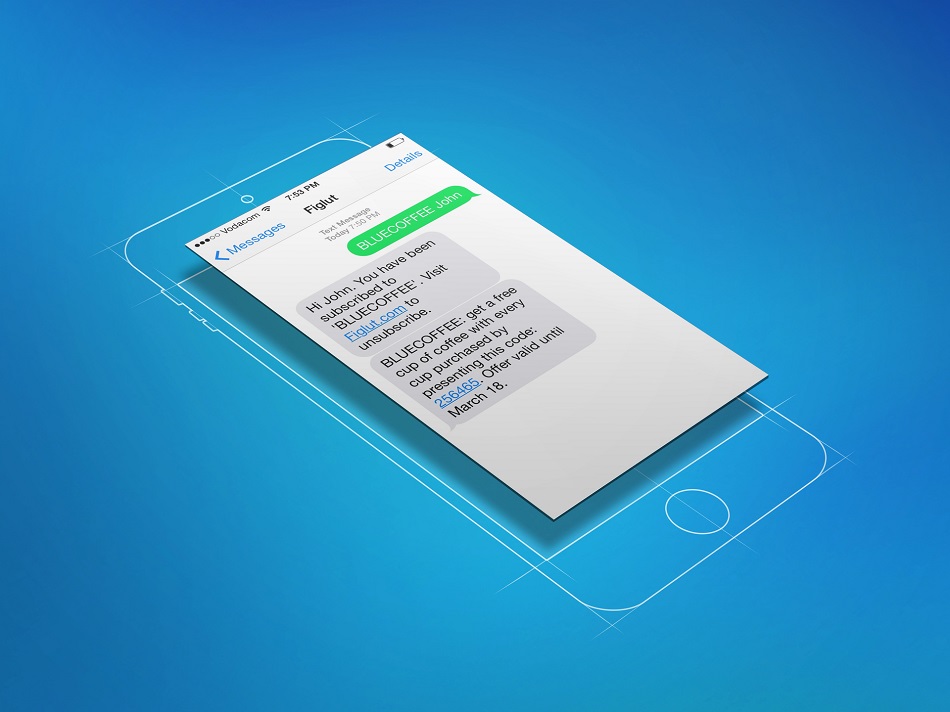 Vodacom 7:53 PM
Messages Figlut Details
Text Message
Today 7:50 PM
BLUECOFFEE John
Hi John. You have been
subscribed to
'BLUECOFFEE'. Visit
Figlut.com to
unsubscribe.
BLUECOFFEE: get a free
cup of coffee with every
cup purchased by
presenting this code:
256465. Offer valid until
March 18.